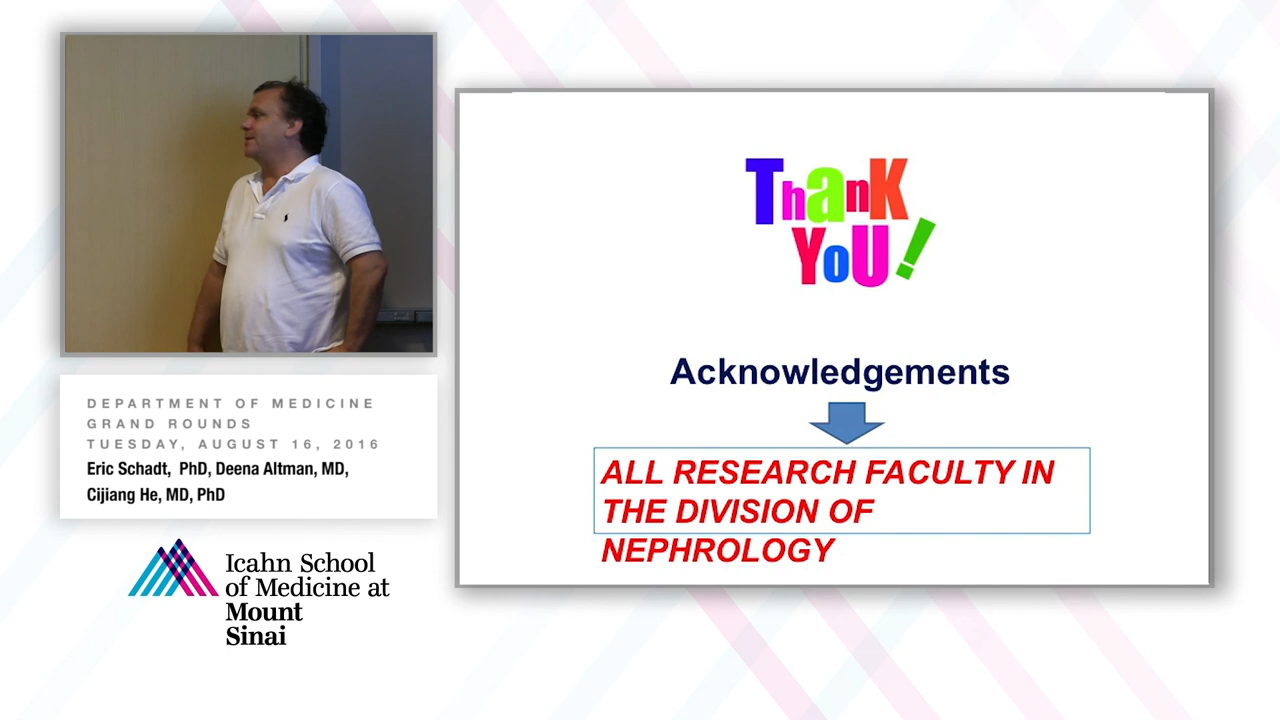 DEPARTMENT OF MEDICINE
GRAND ROUNDS
TUESDAY, AUGUST 16, 2016
Eric Schadt, PhD, Deena Altman, MD,
Cijiang He, MD, PhD
Icahn School
of Medicine at
Mount
Sinai
ThanK
YoU!
Acknowledgements
ALL RESEARCH FACULTY IN
THE DIVISION OF
NEPHROLOGY